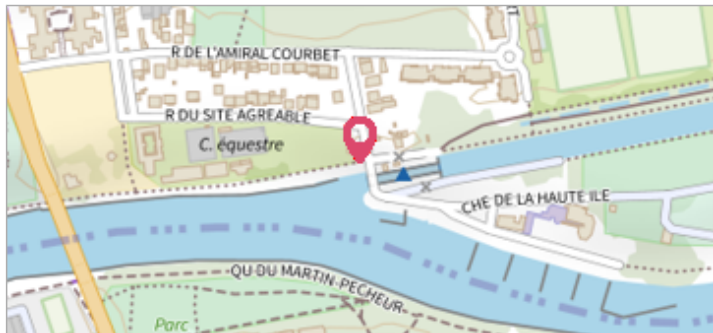 R DE L'AMIRAL COURBET
R DU SITE AGREABLE
C. équestre
CHE DE LA HAUTE ILE
QU DU MARTIN-PECHEUR
Parc